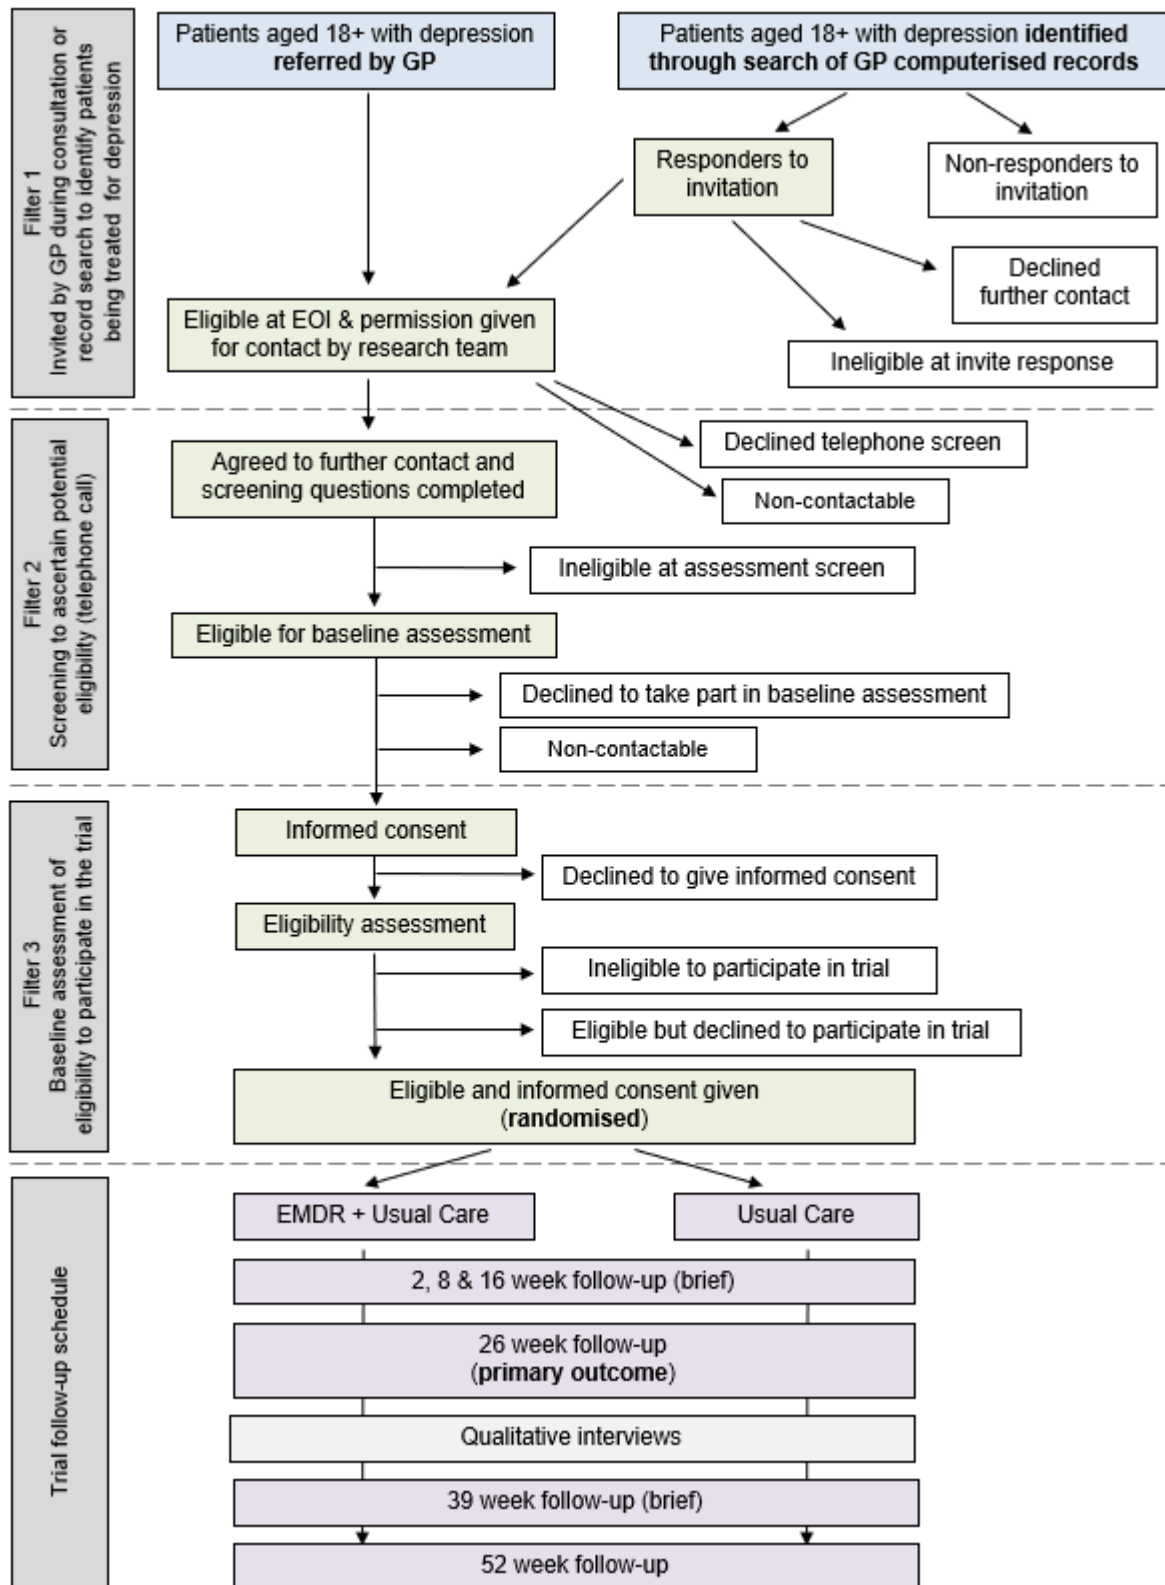 Patients aged 18+ with depression
referred by GP
Patients aged 18+ with depression identified
through search of GP computerised records
Filter 1
Invited by GP during consultation or
record search to identify patients
being treated for depression
Responders to
invitation
Non-responders to
invitation
Declined
further contact
Eligible at EOI & permission given
for contact by research team
Ineligible at invite response
Filter 2
Screening to ascertain potential
eligibility (telephone call)
Declined telephone screen
Agreed to further contact and
screening questions completed
Non-contactable
Ineligible at assessment screen
Eligible for baseline assessment
Declined to take part in baseline assessment
Non-contactable
Filter 3
Baseline assessment of
eligibility to participate in the trial
Informed consent
Declined to give informed consent
Eligibility assessment
Ineligible to participate in trial
Eligible but declined to participate in trial
Eligible and informed consent given
(randomised)
Trial follow-up schedule
EMDR + Usual Care
Usual Care
2, 8 & 16 week follow-up (brief)
26 week follow-up
(primary outcome)
Qualitative interviews
39 week follow-up (brief)
52 week follow-up